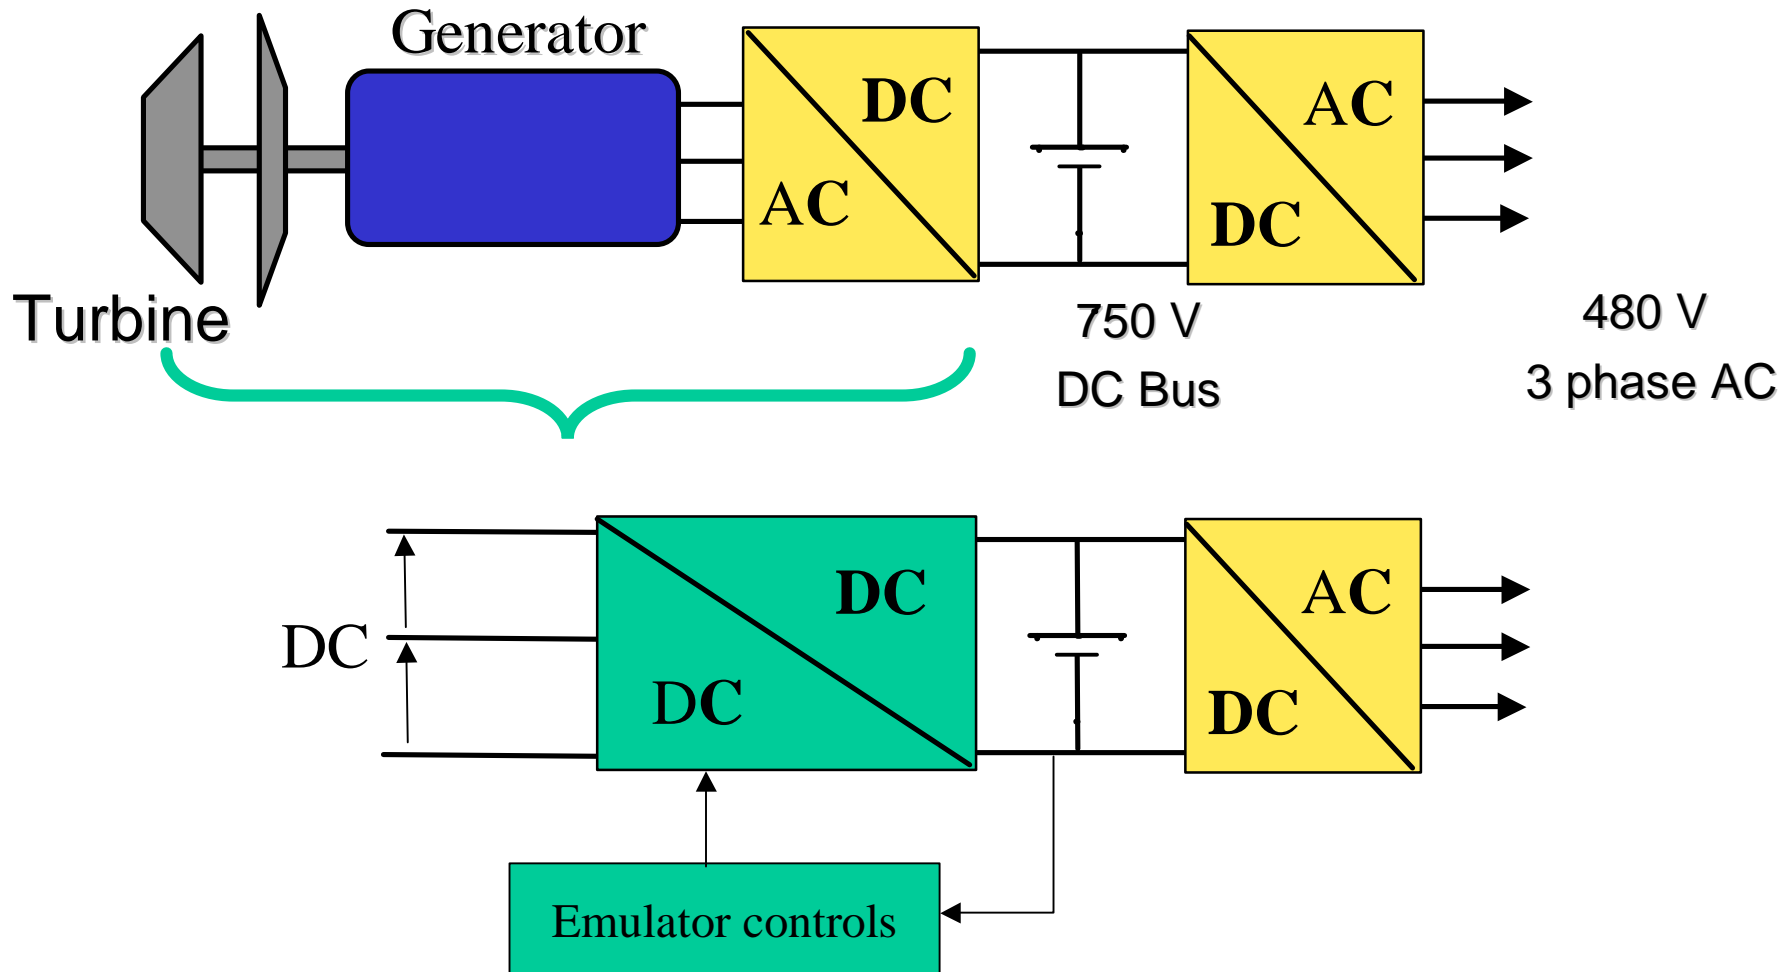 Generator
DC
AC
AC
DC
Turbine
750 V
DC Bus
480 V
3 phase AC
DC
DC
DC
AC
DC
Emulator controls